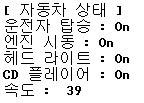 [ 자동차 상태 ]
운전자 탑승 : On
엔진 시동 : On
헤드 라이트 : On
CD 플레이어 : On
속도 :  39